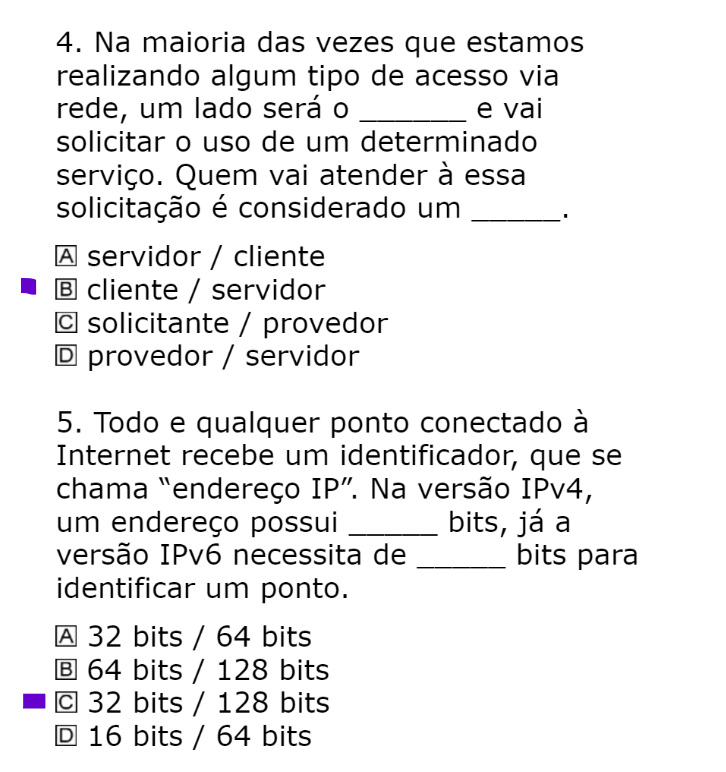 4. Na maioria das vezes que estamos
realizando algum tipo de acesso via
rede, um lado será o ______ e vai
solicitar o uso de um determinado
serviço. Quem vai atender à essa
solicitação é considerado um _____.
A servidor / cliente
B cliente / servidor
C solicitante / provedor
D provedor / servidor
5. Todo e qualquer ponto conectado à
Internet recebe um identificador, que se
chama “endereço IP”. Na versão IPv4,
um endereço possui _____ bits, já a
versão IPv6 necessita de _____ bits para
identificar um ponto.
A 32 bits / 64 bits
B 64 bits / 128 bits
C 32 bits / 128 bits
D 16 bits / 64 bits